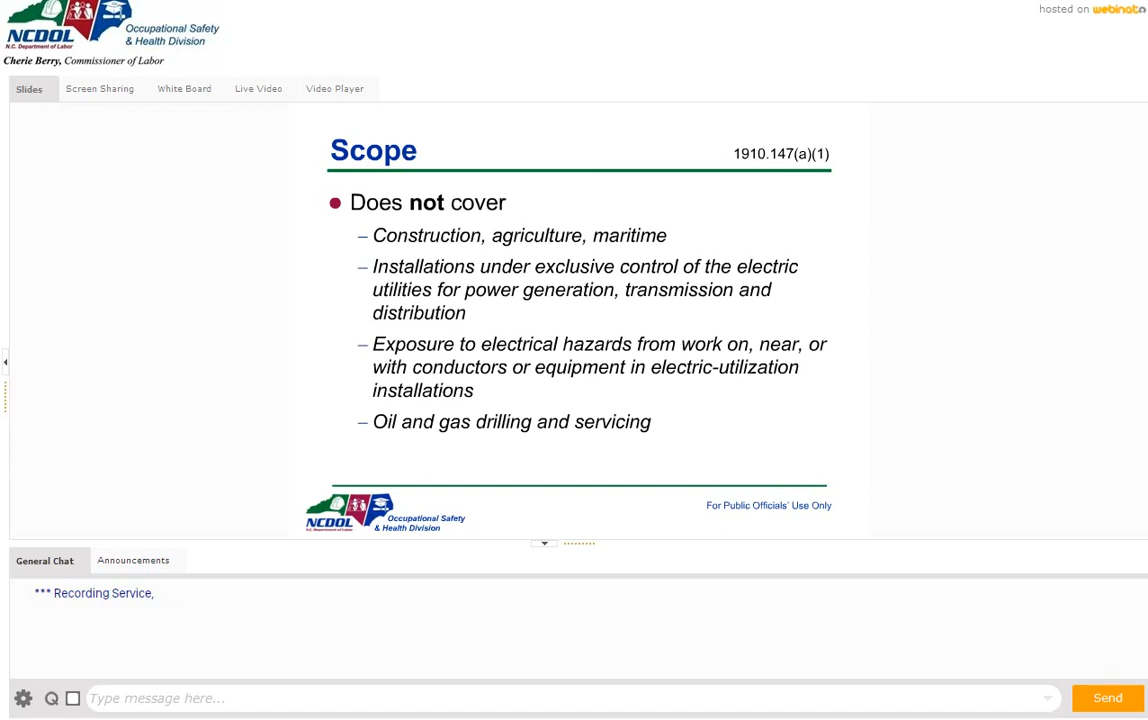 hosted on webinato
NCDOL
N.C. Department of Labor
Occupational Safety
& Health Division
Cherie Berry, Commissioner of Labor
Slides
Screen Sharing
White Board
Live Video
Video Player
Scope
1910.147(a)(1)
Does not cover
– Construction, agriculture, maritime
– Installations under exclusive control of the electric
utilities for power generation, transmission and
distribution
– Exposure to electrical hazards from work on, near, or
with conductors or equipment in electric-utilization
installations
– Oil and gas drilling and servicing
NCDOL
N.C. Department of Labor
Occupational Safety
& Health Division
For Public Officials' Use Only
General Chat
Announcements
*** Recording Service,
Q
Type message here...
Send